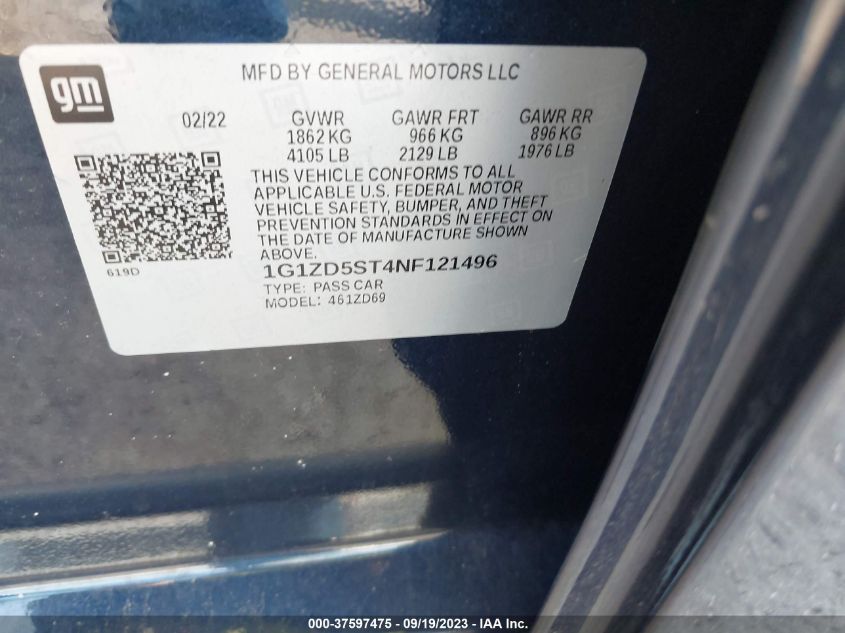 gm
MFD BY GENERAL MOTORS LLC
02/22 GVWR GAWR FRT GAWR RR
1862 KG 966 KG 896 KG
4105 LB 2129 LB 1976 LB
THIS VEHICLE CONFORMS TO ALL
APPLICABLE U.S. FEDERAL MOTOR
VEHICLE SAFETY, BUMPER, AND THEFT
PREVENTION STANDARDS IN EFFECT ON
THE DATE OF MANUFACTURE SHOWN
ABOVE.
619D
1G1ZD5ST4NF121496
TYPE: PASS CAR
MODEL: 461ZD69
000-37597475 - 09/19/2023 - IAAI.COM